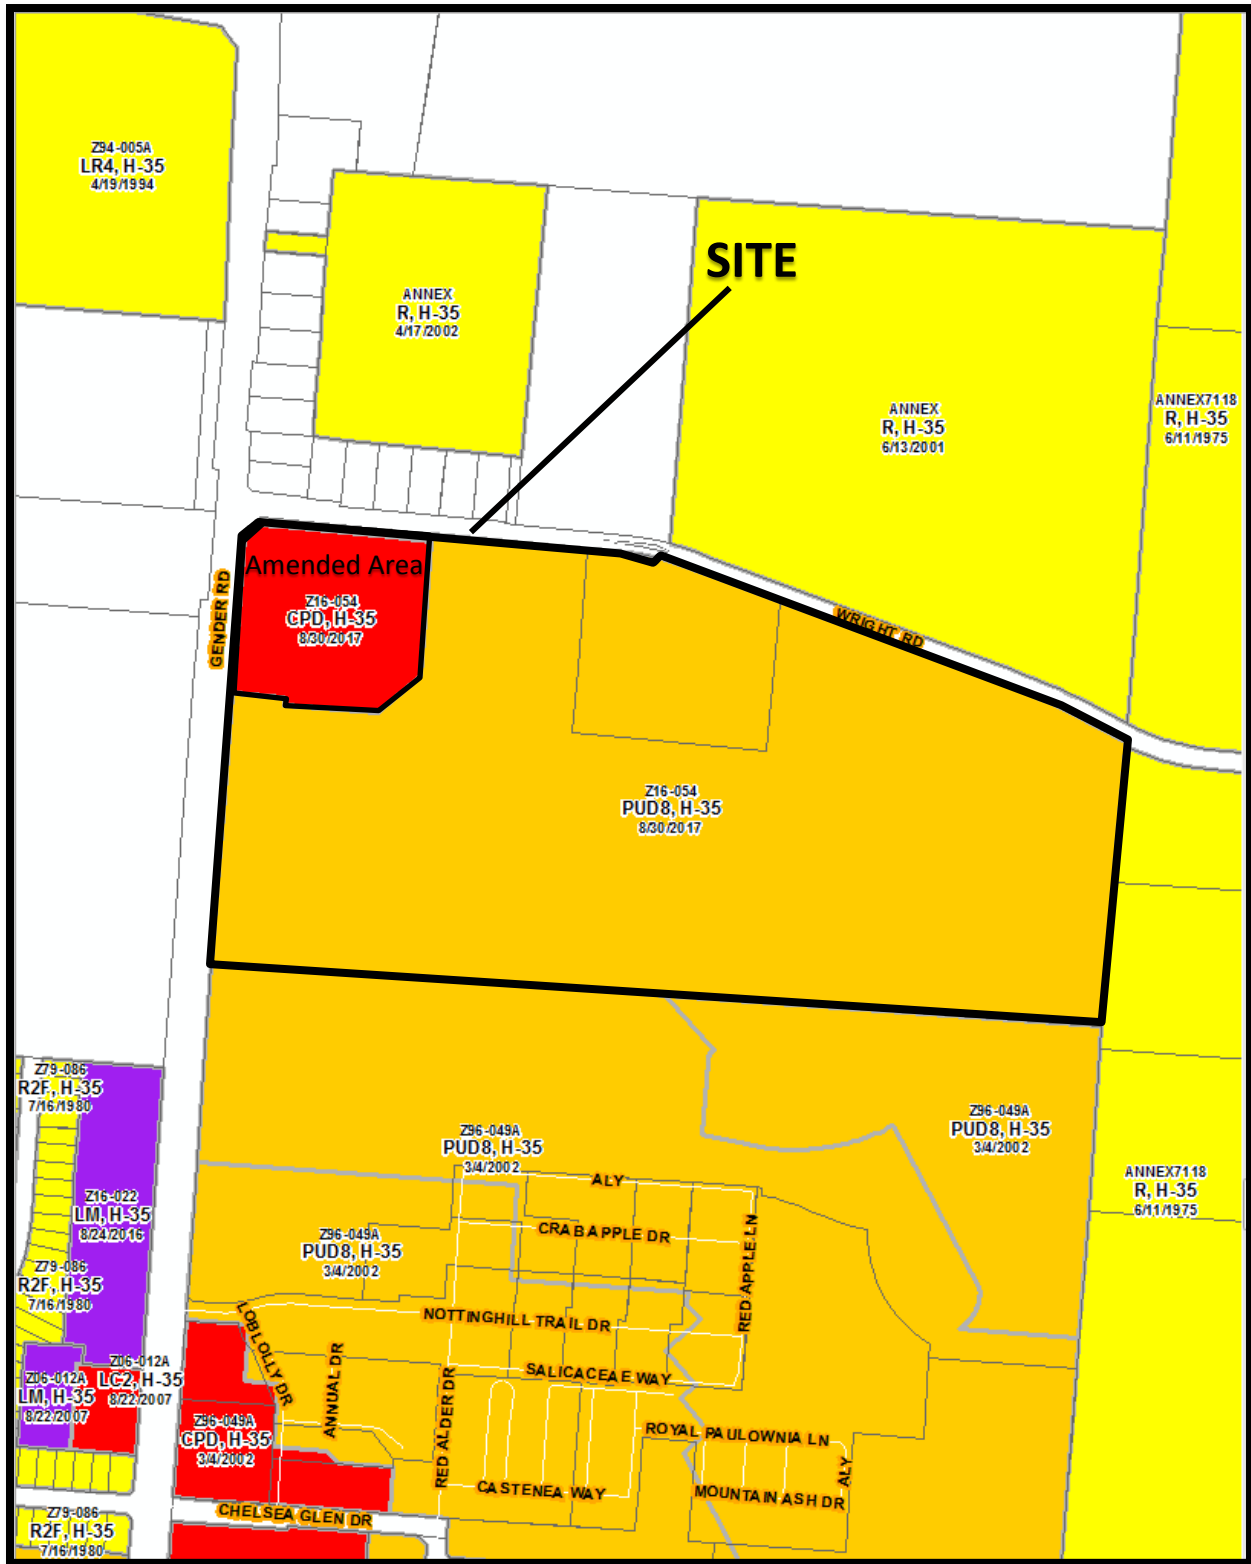 Z94-005A
LR4, H-35
4/19/1994
SITE
ANNEX
R, H-35
4/17/2002
ANNEX
R, H-35
6/13/2001
ANNEX7118
R, H-35
6/11/1975
Amended Area
Z16-054
CPD, H-35
8/30/2017
GENDER RD
WRIGHT RD
Z16-054
PUD8, H-35
8/30/2017
Z79-086
R2F, H-35
7/16/1980
Z96-049A
PUD8, H-35
3/4/2002
Z96-049A
PUD8, H-35
3/4/2002
ANNEX7118
R, H-35
6/11/1975
Z16-022
LM, H-35
8/24/2016
ALY
CRABAPPLE DR
RED APPLE LN
Z96-049A
PUD8, H-35
3/4/2002
Z79-086
R2F, H-35
7/16/1980
LOBLOLLY DR
NOTTINGHILL TRAIL DR
ANNUAL DR
SALICACEAE WAY
Z06-012A
LC2, H-35
8/22/2007
Z06-012A
LM, H-35
8/22/2007
RED ALDER DR
Z96-049A
CPD, H-35
3/4/2002
ROYAL PAULOWNIA LN
ALY
CASTENEA WAY
MOUNTAIN ASH DR
CHELSEA GLEN DR
Z79-086
R2F, H-35
7/16/1980